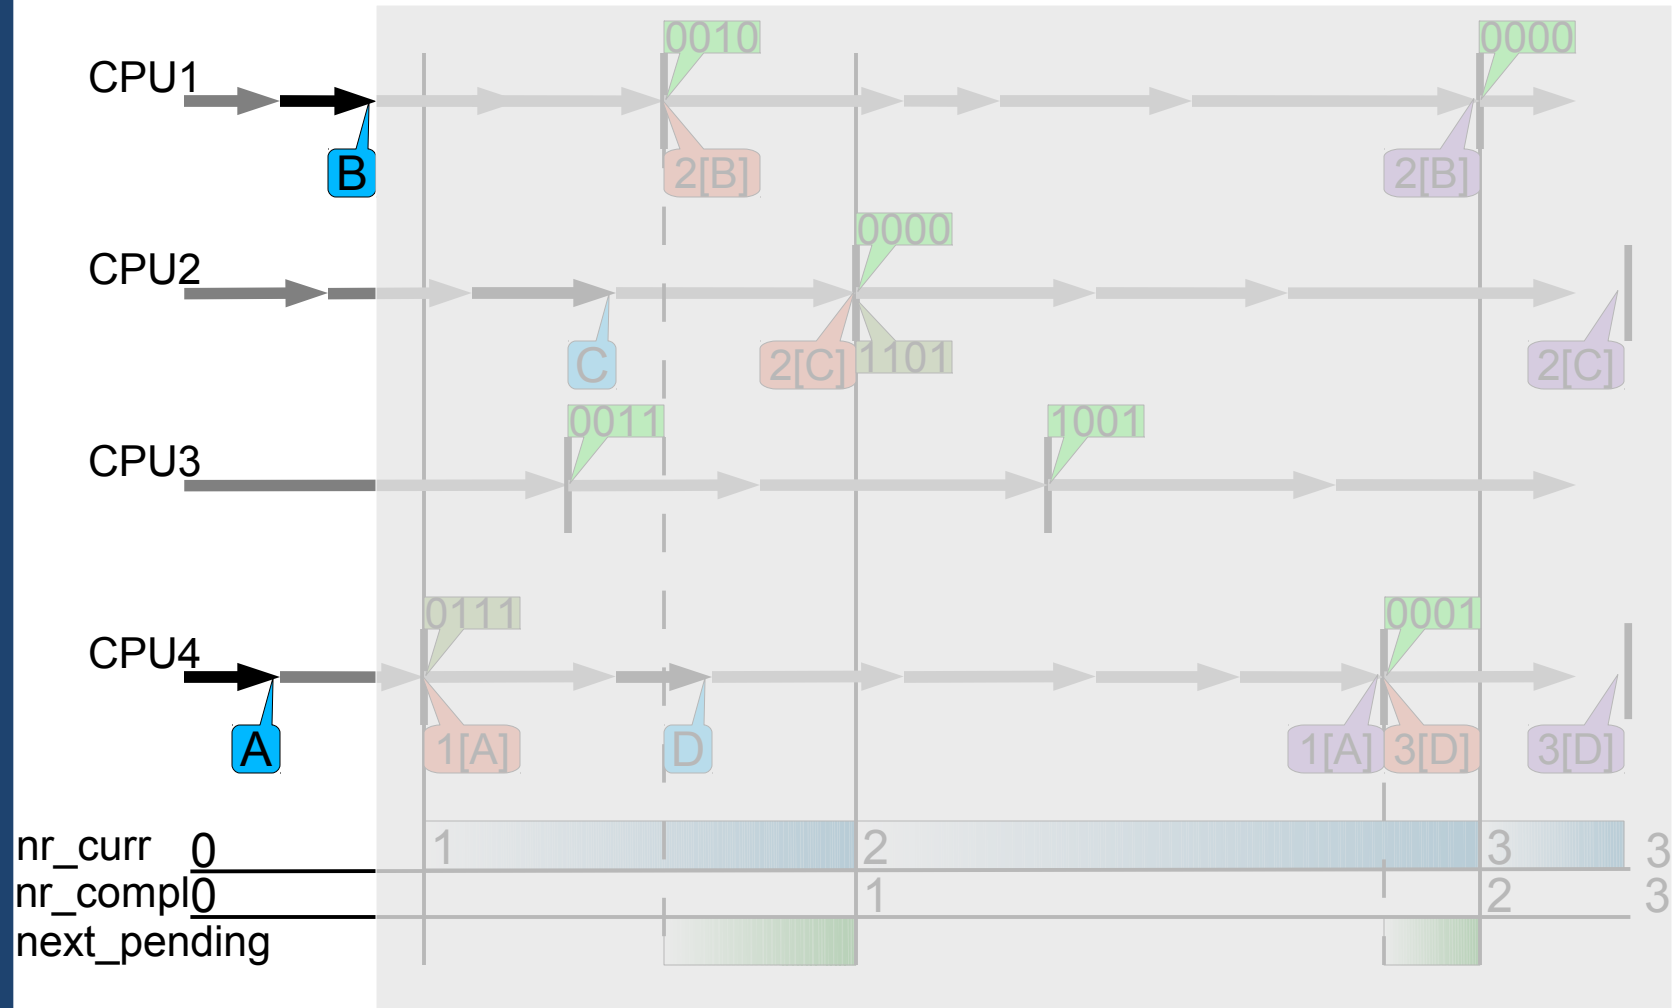 0010 0000
CPU1
B 2[B] 2[B]
0000
CPU2
C 2[C] 1101 2[C]
0011 1001
CPU3
0111 0001
CPU4
A 1[A] D 1[A] 3[D] 3[D]
nr_curr 0 1 2 3 3
nr_compl 0 1 2 3
next_pending